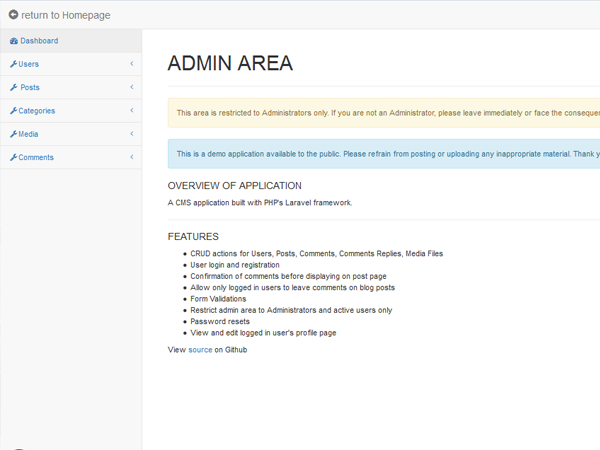 return to Homepage
Dashboard
Users
Posts
Categories
Media
Comments
ADMIN AREA
This area is restricted to Administrators only. If you are not an Administrator, please leave immediately or face the
This is a demo application available to the public. Please refrain from posting or uploading any inappropriate material. Thank
OVERVIEW OF APPLICATION
A CMS application built with PHP's Laravel framework.
FEATURES
CRUD actions for Users, Posts, Comments, Comments Replies, Media Files
User login and registration
Confirmation of comments before displaying on post page
Allow only logged in users to leave comments on blog posts
Form Validations
Restrict admin area to Administrators and active users only
Password resets
View and edit logged in user's profile page
View source on Github